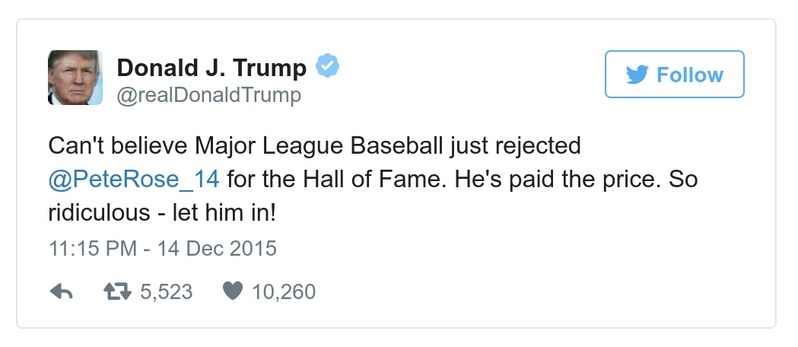 Donald J. Trump
@realDonaldTrump
Follow
Can't believe Major League Baseball just rejected
@PeteRose_14 for the Hall of Fame. He's paid the price. So
ridiculous - let him in!
11:15 PM - 14 Dec 2015
5,523 10,260